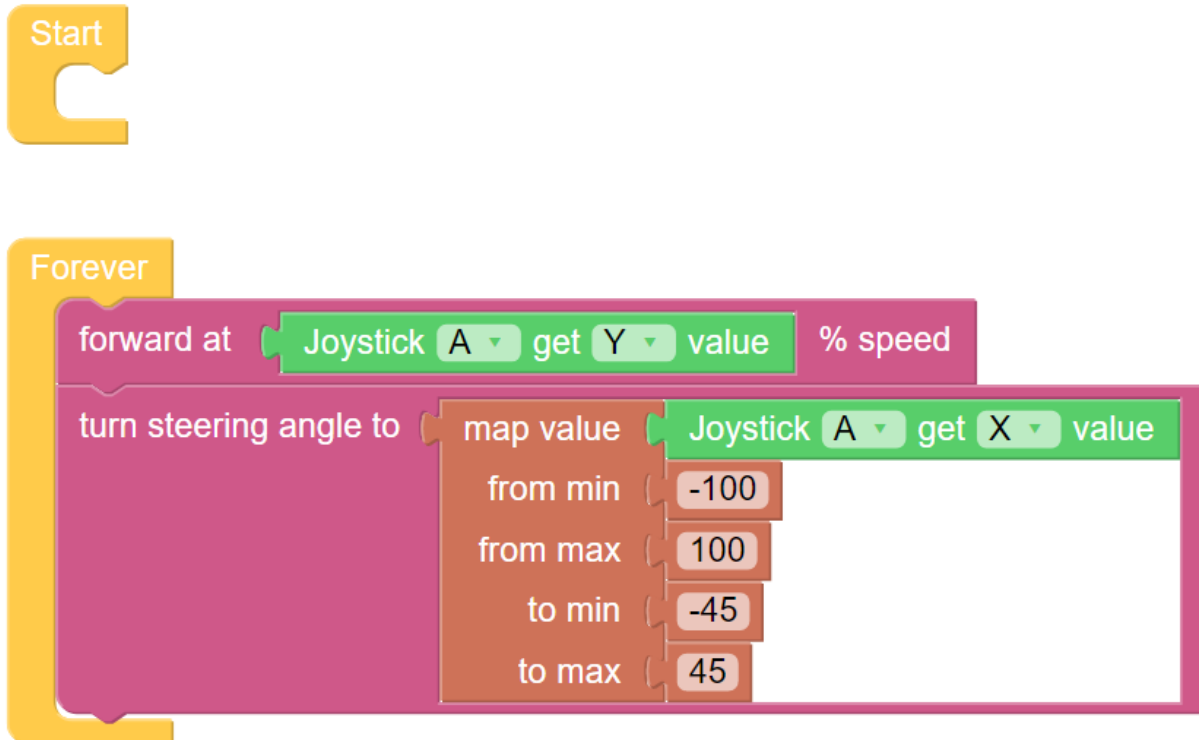 Start
Forever
forward at Joystick A get Y value % speed
turn steering angle to map value Joystick A get X value
from min -100
from max 100
to min -45
to max 45